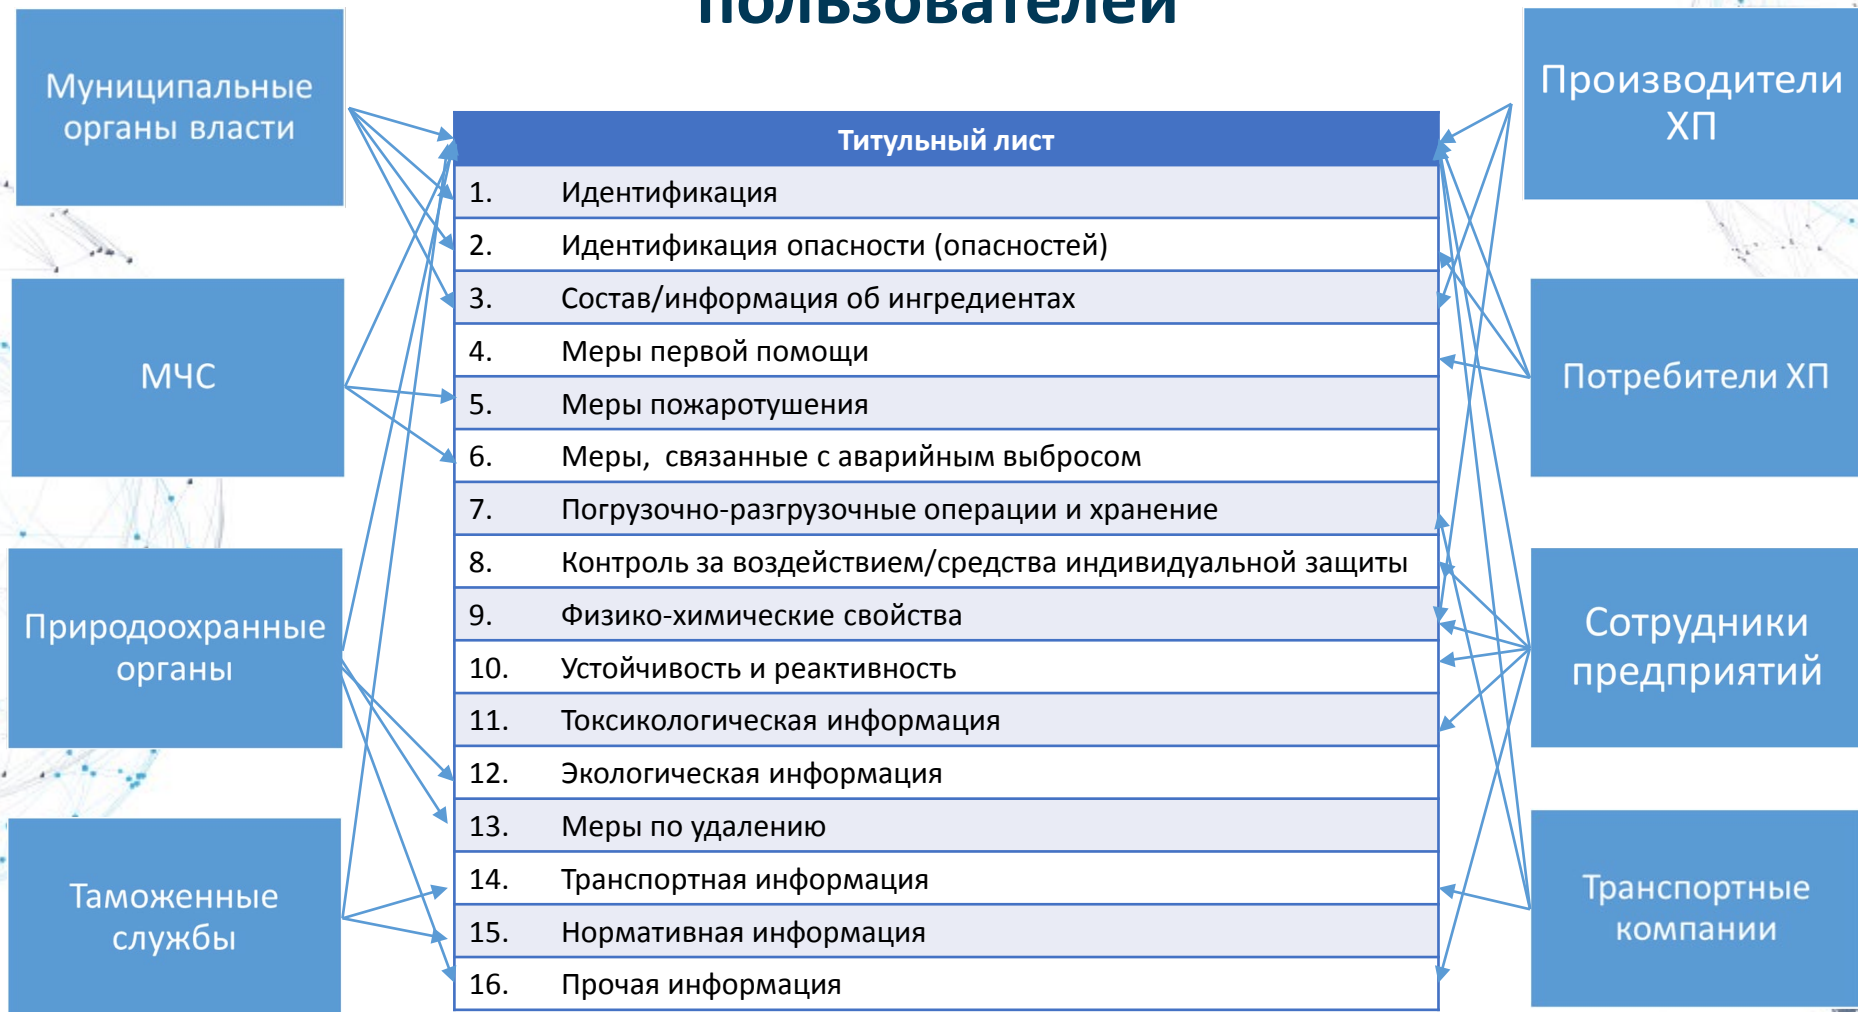 пользователей
Муниципальные
органы власти
МЧС
Природоохранные
органы
Таможенные
службы
Титульный лист
1. Идентификация
2. Идентификация опасности (опасностей)
3. Состав/информация об ингредиентах
4. Меры первой помощи
5. Меры пожаротушения
6. Меры, связанные с аварийным выбросом
7. Погрузочно-разгрузочные операции и хранение
8. Контроль за воздействием/средства индивидуальной защиты
9. Физико-химические свойства
10. Устойчивость и реактивность
11. Токсикологическая информация
12. Экологическая информация
13. Меры по удалению
14. Транспортная информация
15. Нормативная информация
16. Прочая информация
Производители
ХП
Потребители ХП
Сотрудники
предприятий
Транспортные
компании